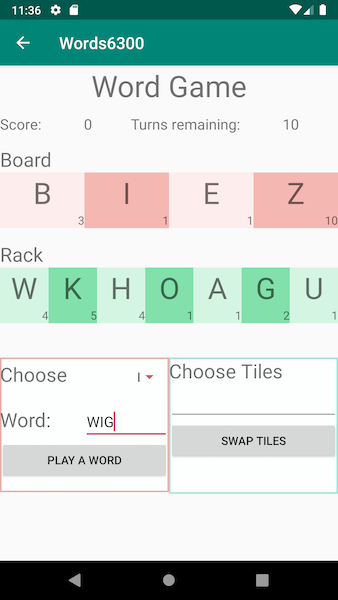 11:36
Words6300
Word Game
Score: 0 Turns remaining: 10
Board
B 3 I 1 E 1 Z 10
Rack
W 4 K 5 H 4 O 1 A 1 G 2 U 1
Choose I
Word: WIG
PLAY A WORD
Choose Tiles
SWAP TILES